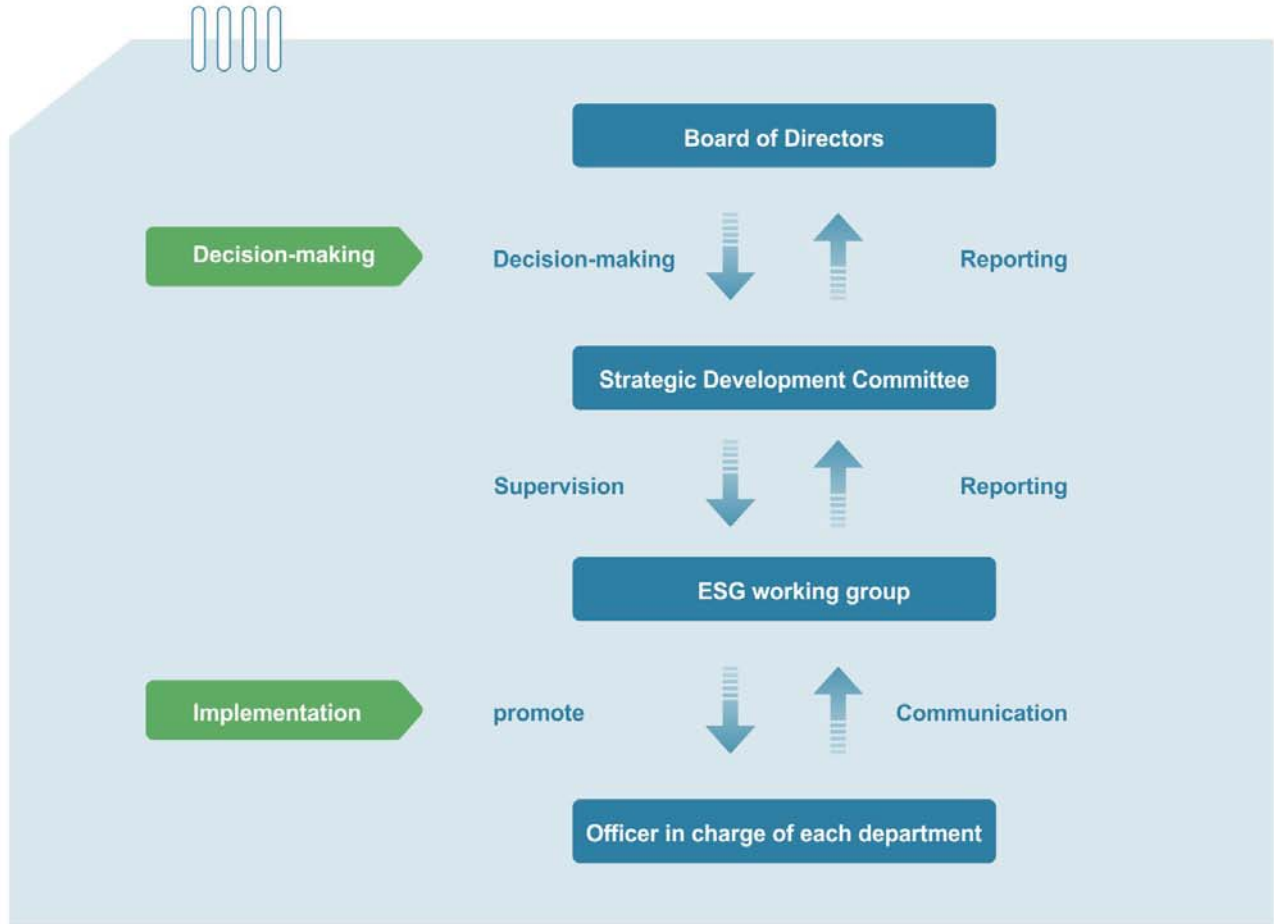 Board of Directors
Decision-making
Decision-making
Reporting
Strategic Development Committee
Supervision
Reporting
ESG working group
Implementation
promote
Communication
Officer in charge of each department